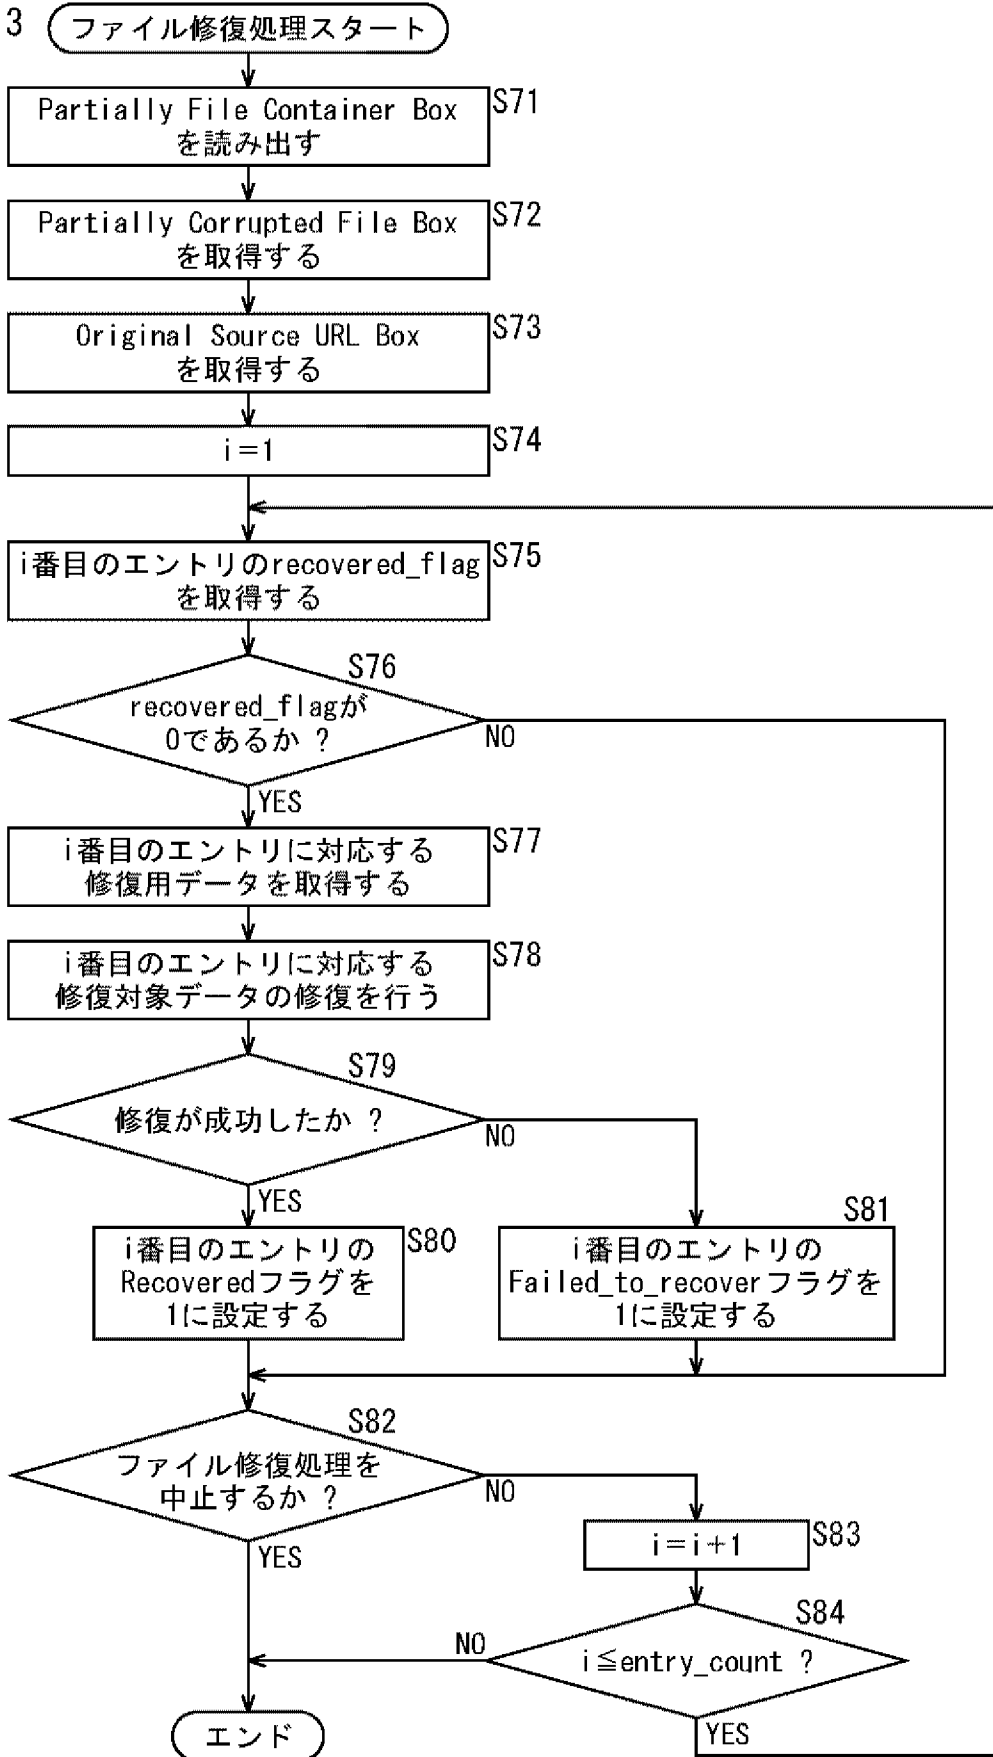 3
ファイル修復処理スタート
Partially File Container Box
を読み出す
S71
Partially Corrupted File Box
を取得する
S72
Original Source URL Box
を取得する
S73
i=1
S74
i番目のエントリのrecovered_flag
を取得する
S75
S76
recovered_flagが
0であるか ?
NO
YES
i番目のエントリに対応する
修復用データを取得する
S77
i番目のエントリに対応する
修復対象データの修復を行う
S78
S79
修復が成功したか ?
NO
YES
i番目のエントリの
Recoveredフラグを
1に設定する
S80
S81
i番目のエントリの
Failed_to_recoverフラグを
1に設定する
S82
ファイル修復処理を
中止するか ?
NO
YES
i=i+1
S83
S84
i≦entry_count ?
NO
YES
エンド